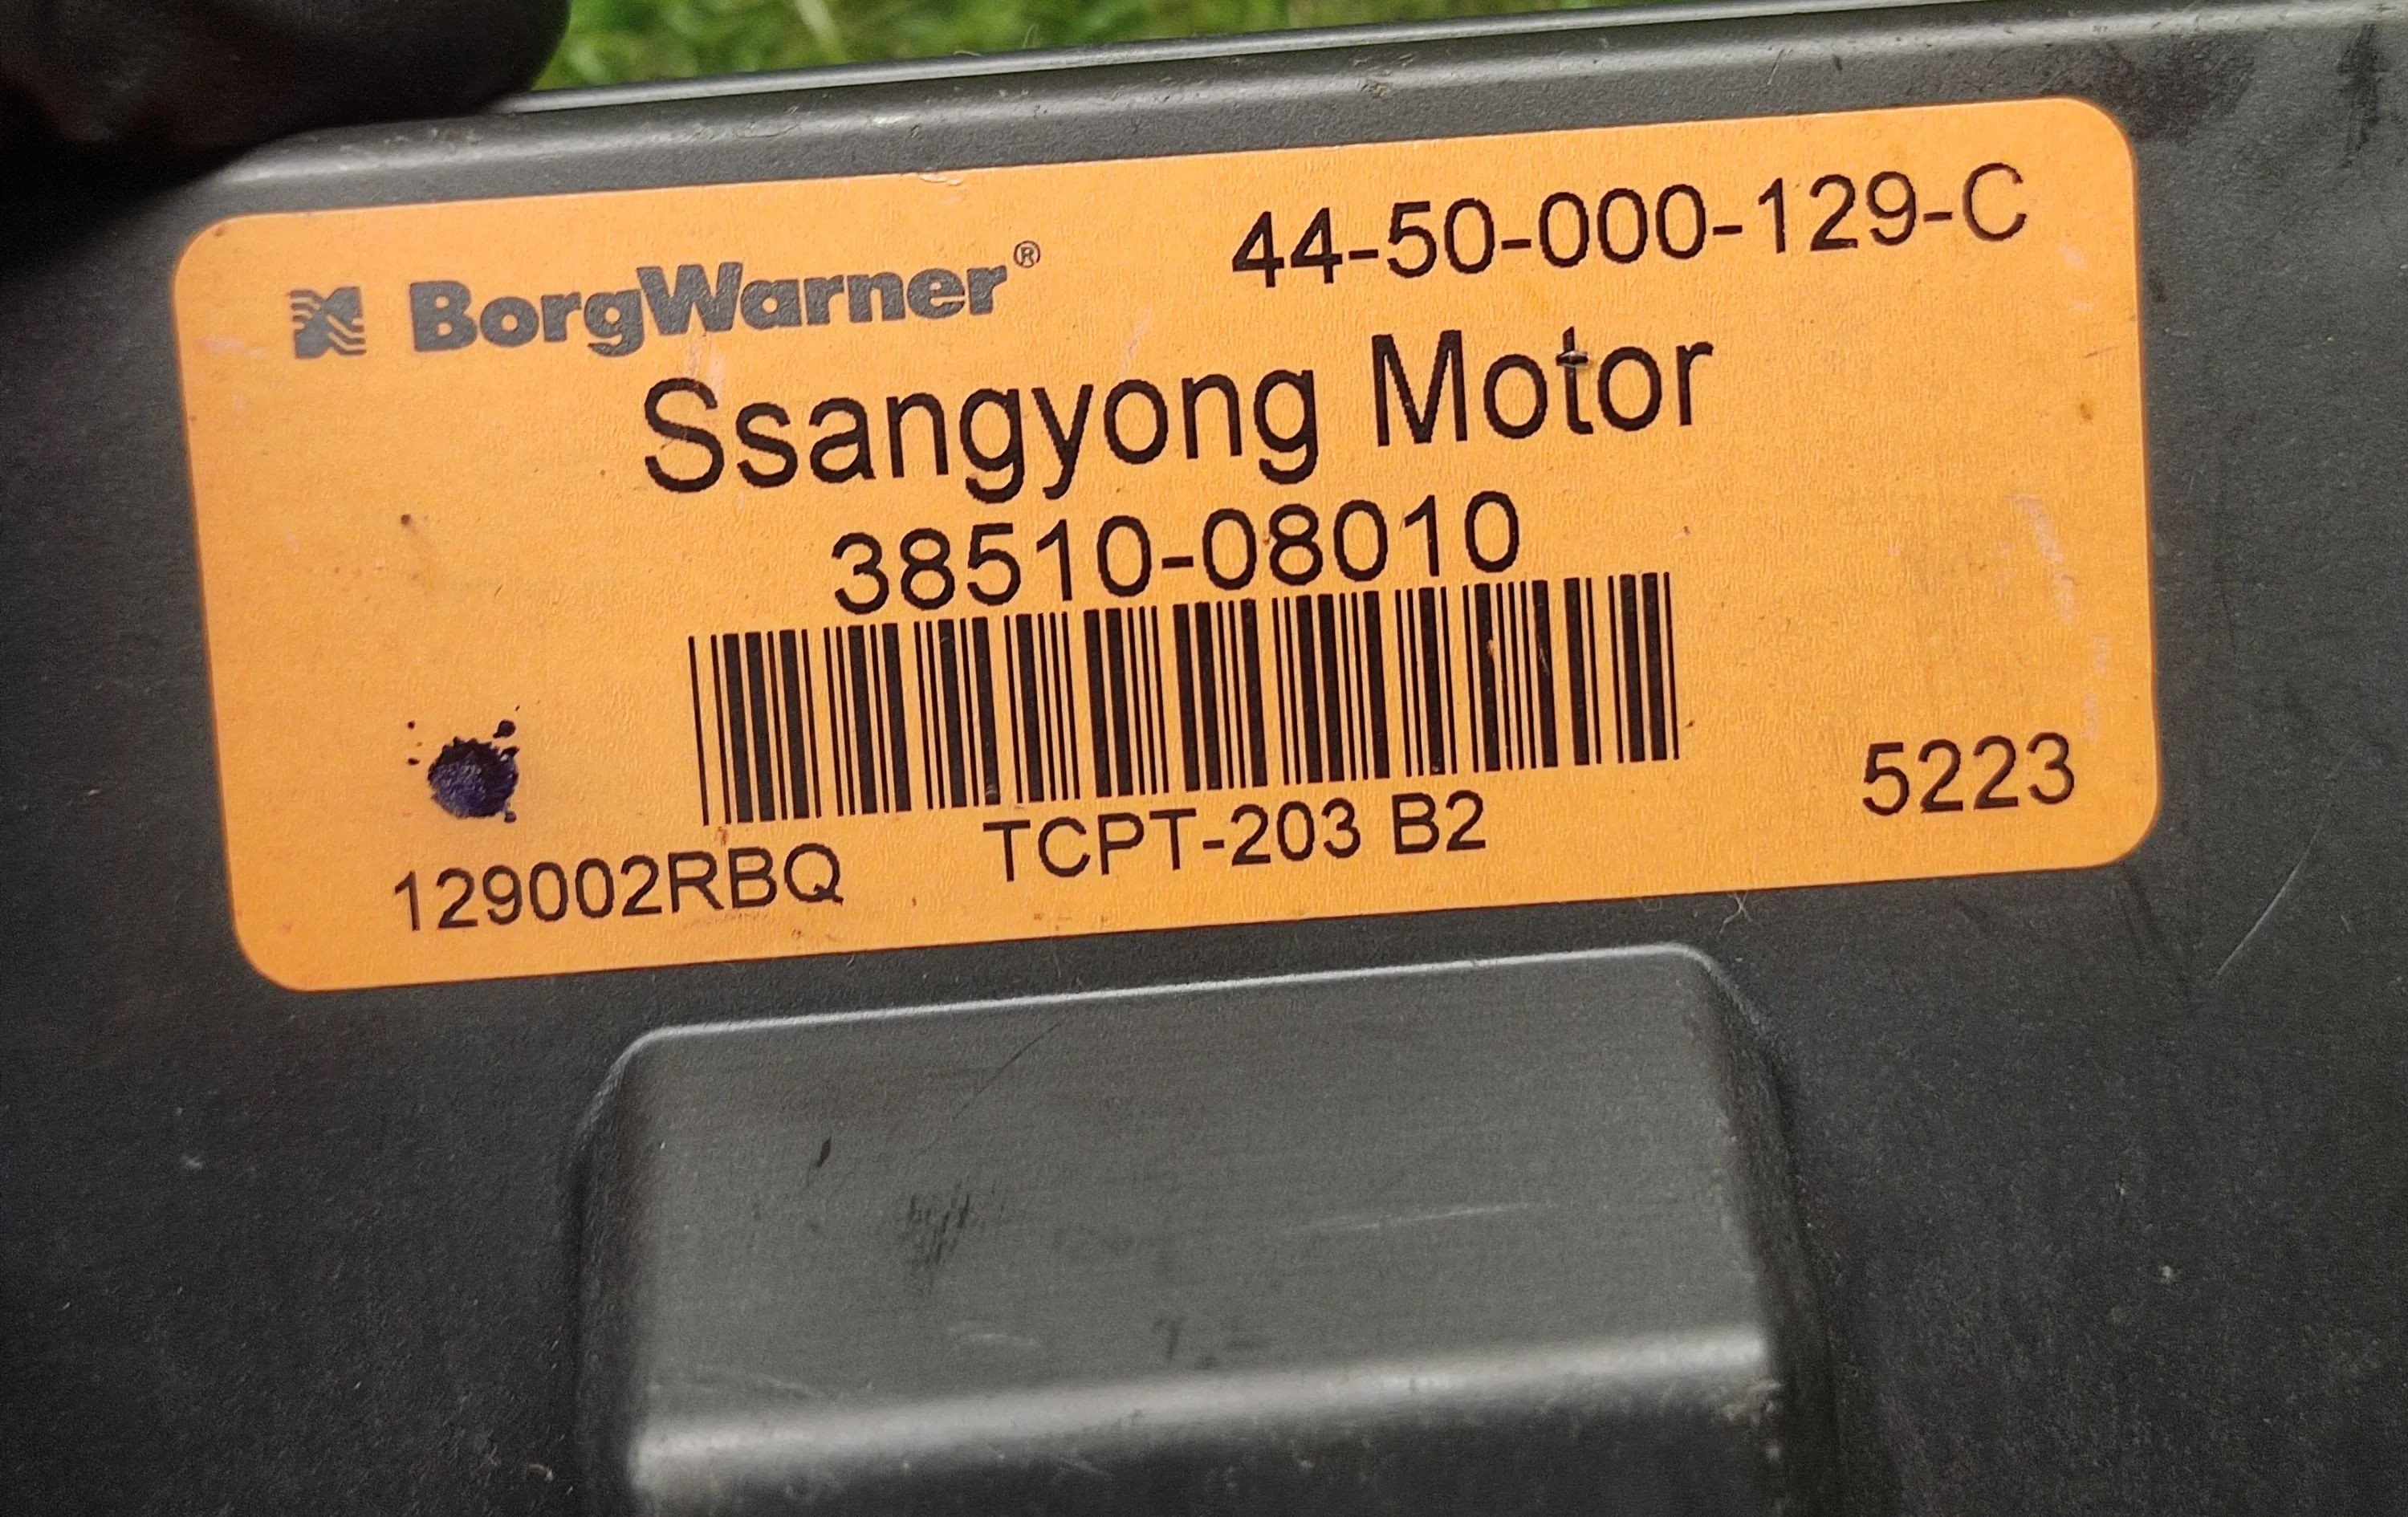 BorgWarner® 44-50-000-129-C
Ssangyong Motor
38510-08010
5223
129002RBQ TCPT-203 B2